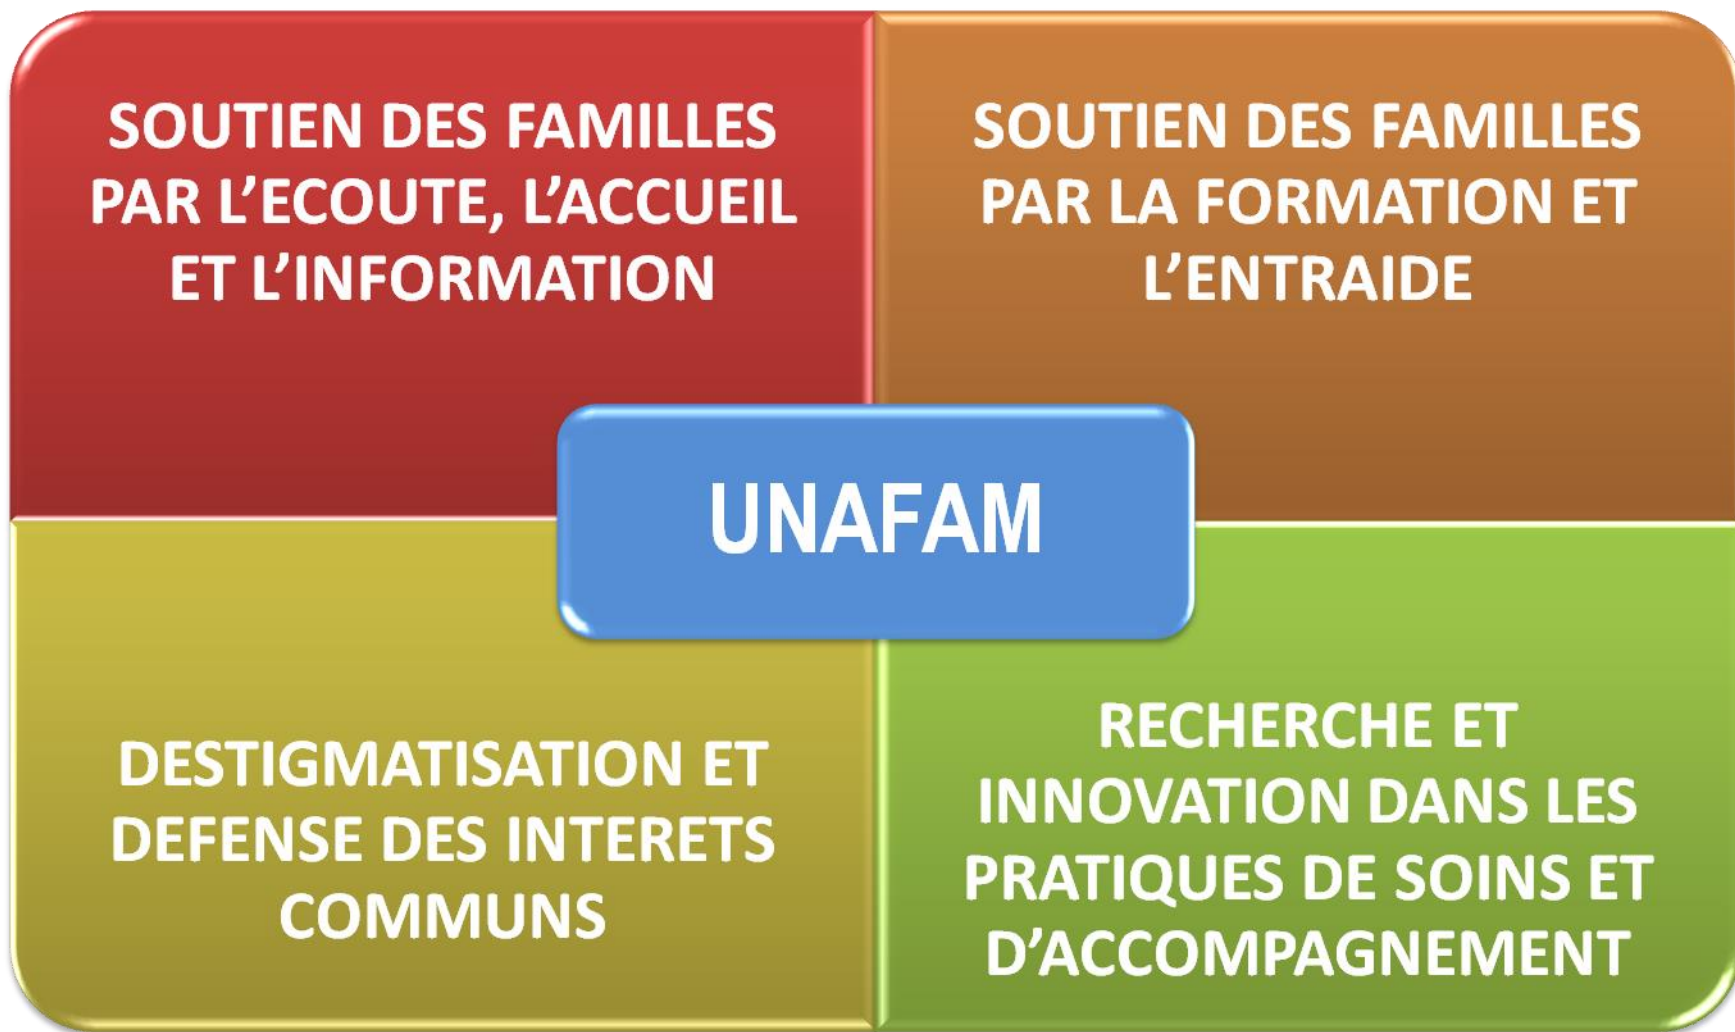 SOUTIEN DES FAMILLES
PAR L’ECOUTE, L’ACCUEIL
ET L’INFORMATION
SOUTIEN DES FAMILLES
PAR LA FORMATION ET
L’ENTRAIDE
UNAFAM
DESTIGMATISATION ET
DEFENSE DES INTERETS
COMMUNS
RECHERCHE ET
INNOVATION DANS LES
PRATIQUES DE SOINS ET
D’ACCOMPAGNEMENT